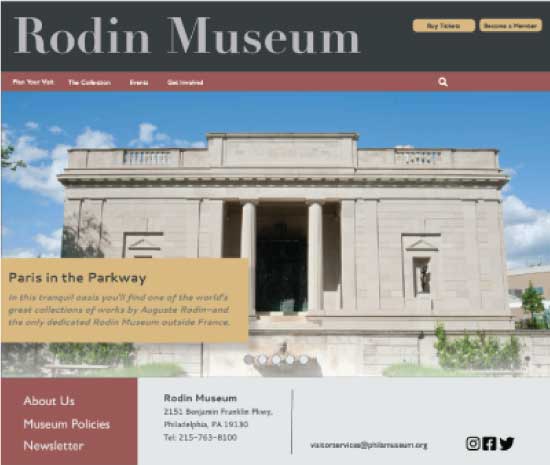 Rodin Museum
Buy Tickets
Become a Member
Plan Your Visit
The Collection
Events
Get Involved
Paris in the Parkway
In this tranquil oasis you'll find one of the world's
great collections of works by Auguste Rodin—and
the only dedicated Rodin Museum outside France.
About Us
Museum Policies
Newsletter
Rodin Museum
2151 Benjamin Franklin Pkwy,
Philadelphia, PA 19130
Tel: 215-763-8100
visitorservices@philamuseum.org